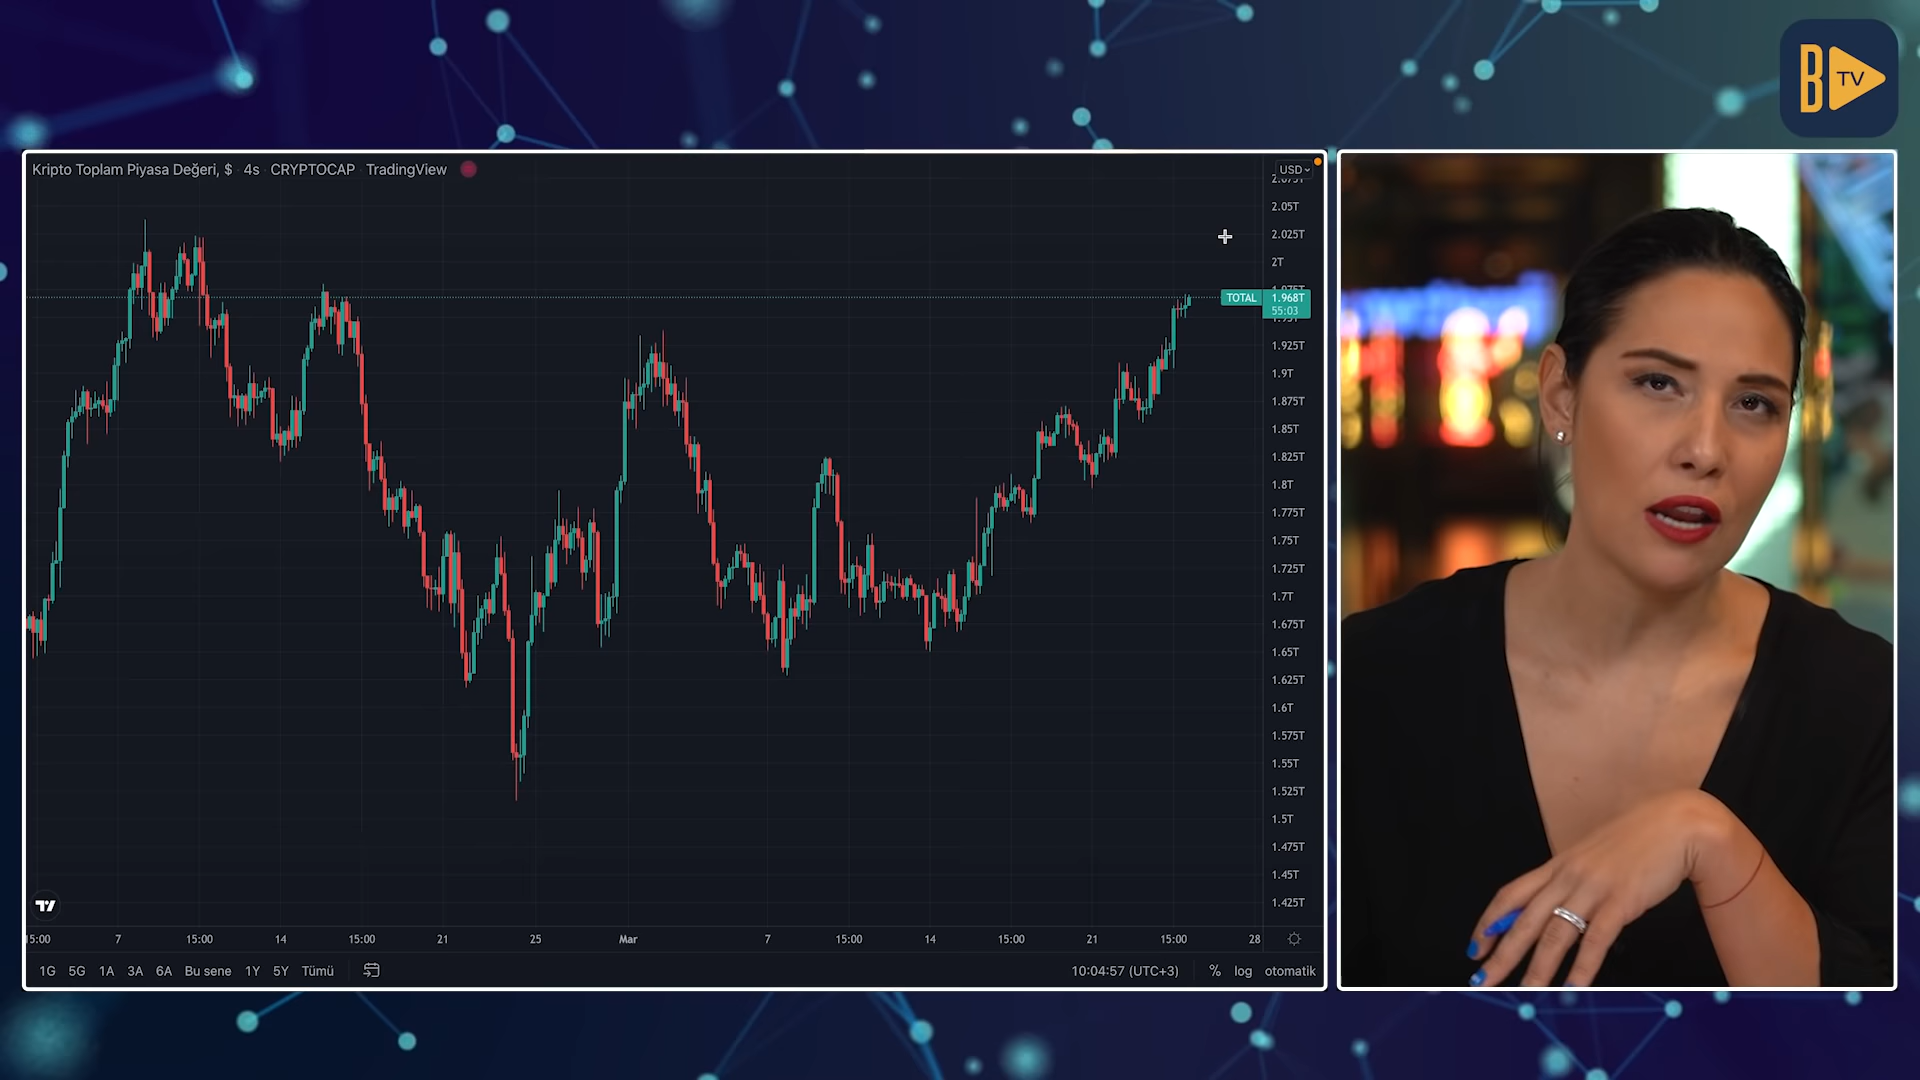 B TV
Kripto Toplam Piyasa Değeri, $ · 4s · CRYPTOCAP · TradingView
USD
2.05T
2.025T
2T
TOTAL 1.968T
55:03
1.925T
1.9T
1.875T
1.85T
1.825T
1.8T
1.775T
1.75T
1.725T
1.7T
1.675T
1.65T
1.625T
1.6T
1.575T
1.55T
1.525T
1.5T
1.475T
1.45T
1.425T
15:00 7 15:00 14 15:00 21 25 Mar 7 15:00 14 15:00 21 15:00 28
1G 5G 1A 3A 6A Bu sene 1Y 5Y Tümü 10:04:57 (UTC+3) % log otomatik